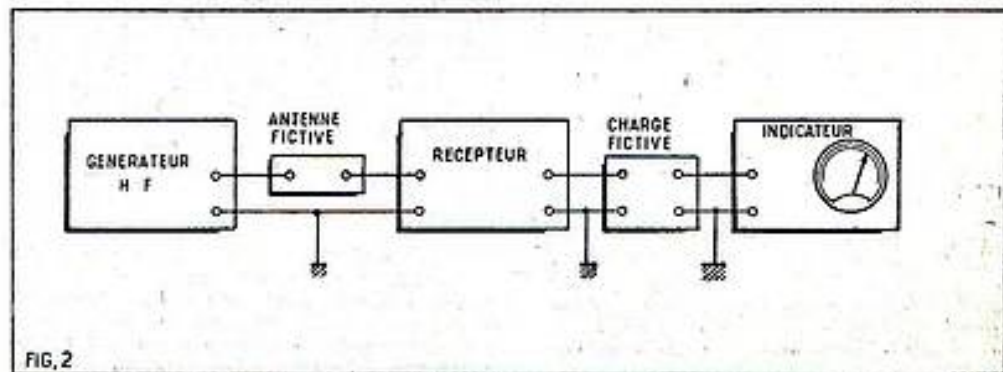 GENERATEUR
H F
ANTENNE
FICTIVE
RECEPTEUR
CHARGE
FICTIVE
INDICATEUR
FIG. 2